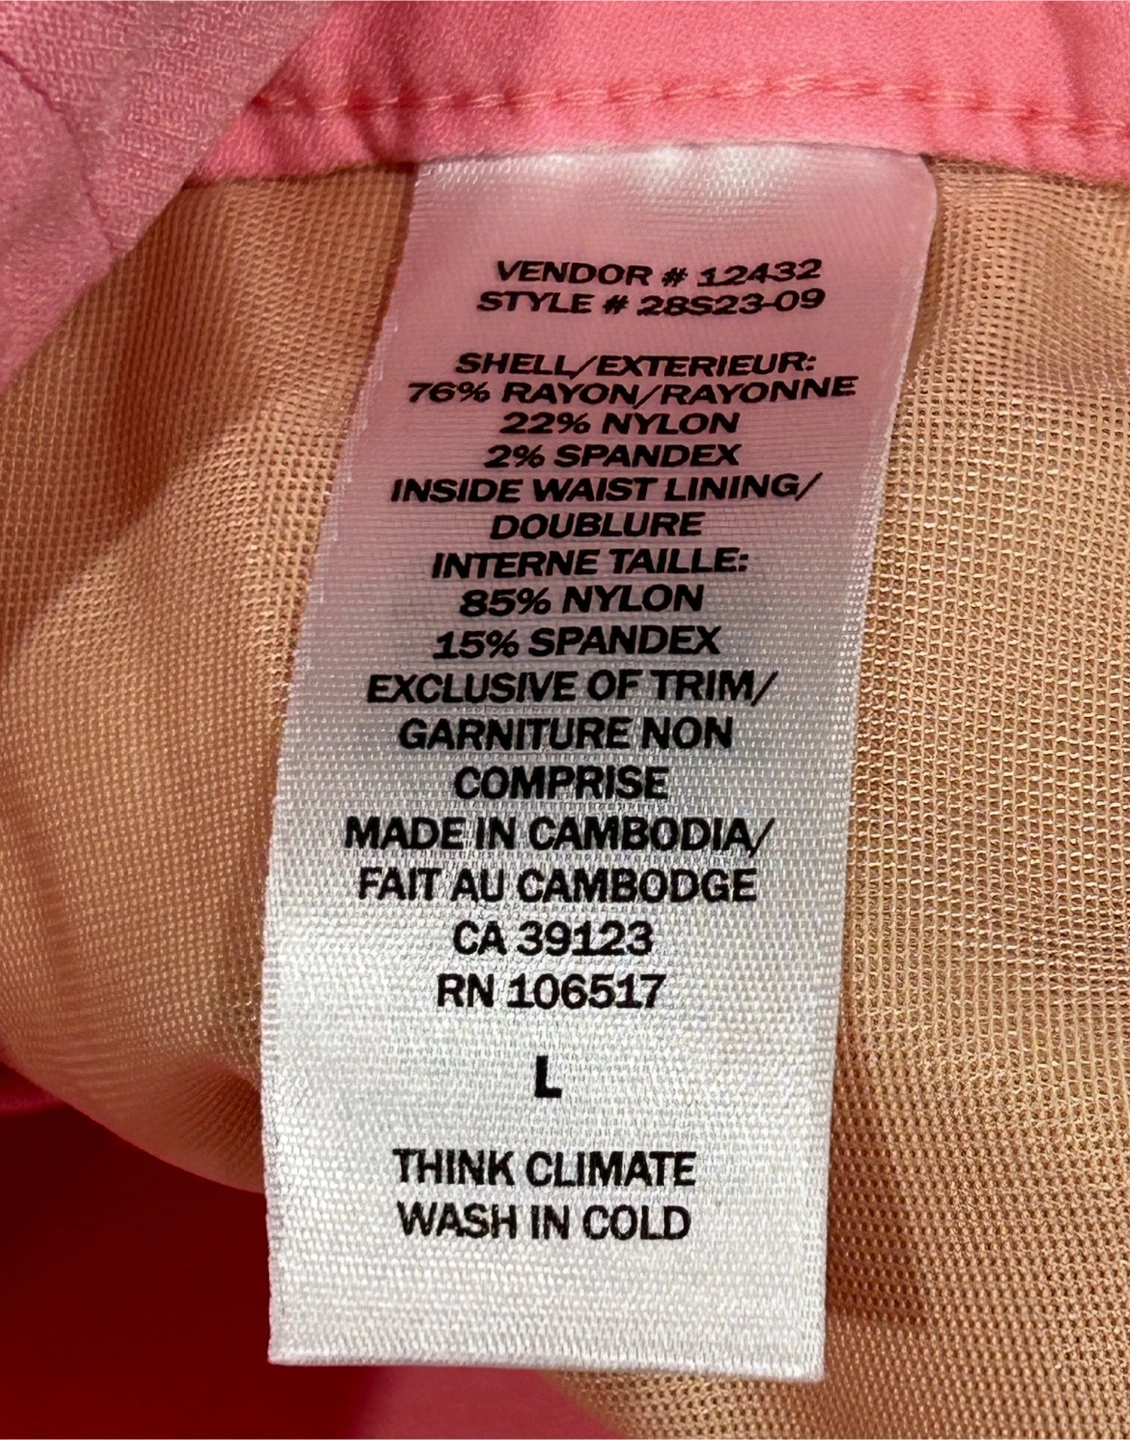 VENDOR # 12432
STYLE # 28S23-09
SHELL/EXTERIEUR:
76% RAYON/RAYONNE
22% NYLON
2% SPANDEX
INSIDE WAIST LINING/
DOUBLURE
INTERNE TAILLE:
85% NYLON
15% SPANDEX
EXCLUSIVE OF TRIM/
GARNITURE NON
COMPRISE
MADE IN CAMBODIA/
FAIT AU CAMBODGE
CA 39123
RN 106517
L
THINK CLIMATE
WASH IN COLD